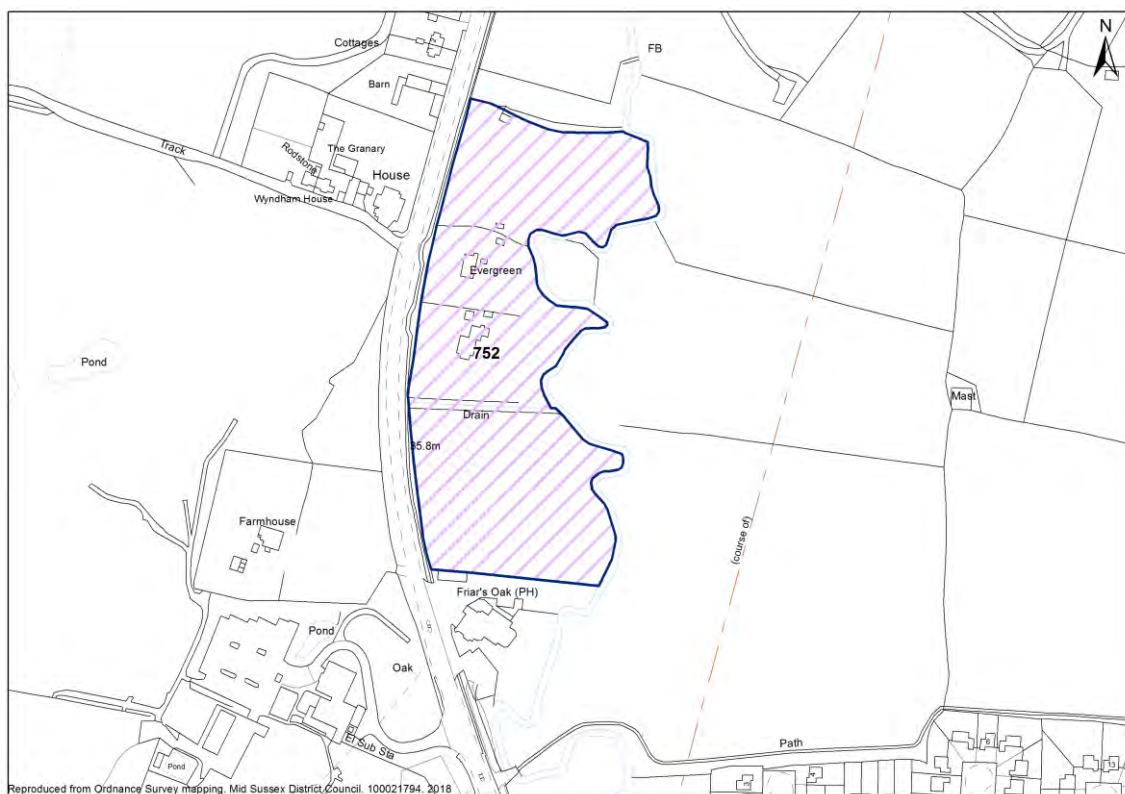 N
FB
Cottages
Barn
Track
Rodstone
The Granary
House
Wyndham House
Evergreen
752
Pond
Drain
35.8m
Mast
Farmhouse
(course of)
Friar's Oak (PH)
Pond
Oak
El Sub Sta
Path
Pond
Reproduced from Ordnance Survey mapping. Mid Sussex District Council. 100021794. 2018